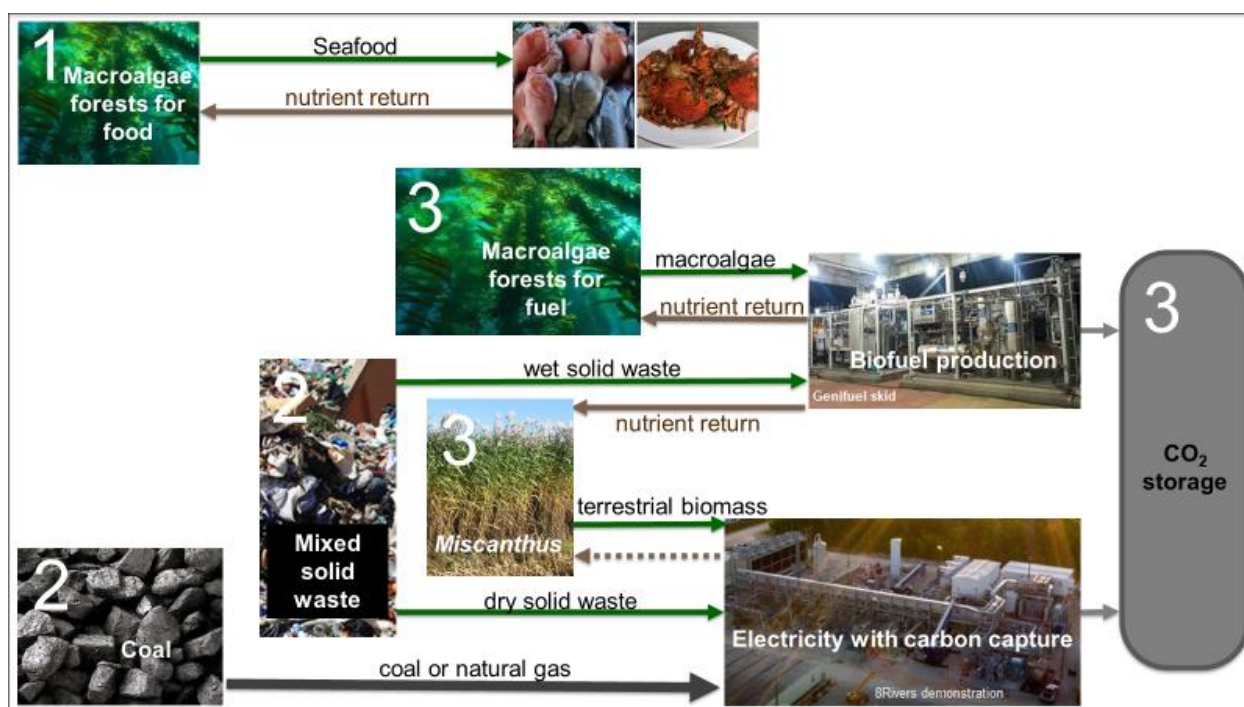 1
Macroalgae
forests for
food
Seafood
nutrient return
3
Macroalgae
forests for
fuel
macroalgae
nutrient return
Biofuel production
Genifuel skid
3
CO₂
storage
2
Mixed
solid
waste
wet solid waste
nutrient return
3
Miscanthus
terrestrial biomass
dry solid waste
Electricity with carbon capture
8Rivers demonstration
2
Coal
coal or natural gas